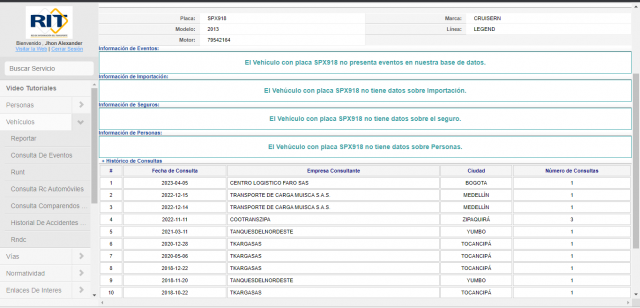 RIT
Bienvenido , Jhon Alexander
Visitar la Web | Cerrar Sesión
Buscar Servicio
Video Tutoriales
Personas
Vehículos
Reportar
Consulta De Eventos
Runt
Consulta Rc Automóviles
Consulta Comparendos ...
Historial De Accidentes ...
Rndc
Vías
Normatividad
Enlaces De Interes
Placa: SPX918 Marca: CRUISERN
Modelo: 2013 Linea: LEGEND
Motor: 79542164
Información de Eventos:
El Vehículo con placa SPX918 no presenta eventos en nuestra base de datos.
Información de Importación:
El Vehúculo con placa SPX918 no tiene datos sobre Importación.
Información de Seguros:
El Vehúculo con placa SPX918 no tiene datos sobre el seguro.
Información de Personas:
El Vehúculo con placa SPX918 no tiene datos sobre Personas.
Histórico de Consultas
# Fecha de Consulta Empresa Consultante Ciudad Número de Consultas
1 2023-04-05 CENTRO LOGISTICO FARO SAS BOGOTA 1
2 2022-12-15 TRANSPORTE DE CARGA MUISCA S.A.S. MEDELLÍN 1
3 2022-12-14 TRANSPORTE DE CARGA MUISCA S.A.S. MEDELLÍN 1
4 2022-11-11 COOTRANSZIPA ZIPAQUIRÁ 3
5 2021-03-11 TANQUESDELNORDESTE YUMBO 1
6 2020-12-28 TKARGASAS TOCANCIPÁ 1
7 2020-05-06 TKARGASAS TOCANCIPÁ 1
8 2018-12-22 TKARGASAS TOCANCIPÁ 1
9 2018-11-20 TANQUESDELNORDESTE YUMBO 1
10 2018-10-22 TKARGASAS TOCANCIPÁ 1